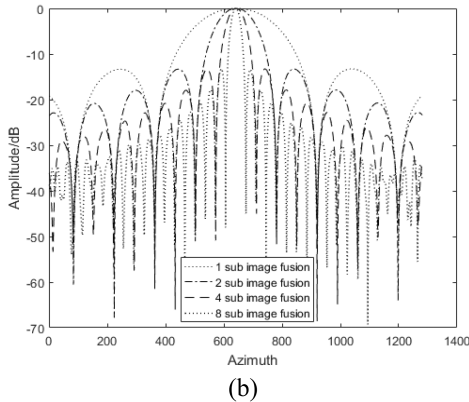 0
-10
-20
-30
-40
-50
-60
-70
Amplitude/dB
1 sub image fusion
2 sub image fusion
4 sub image fusion
8 sub image fusion
0 200 400 600 800 1000 1200 1400
Azimuth
(b)